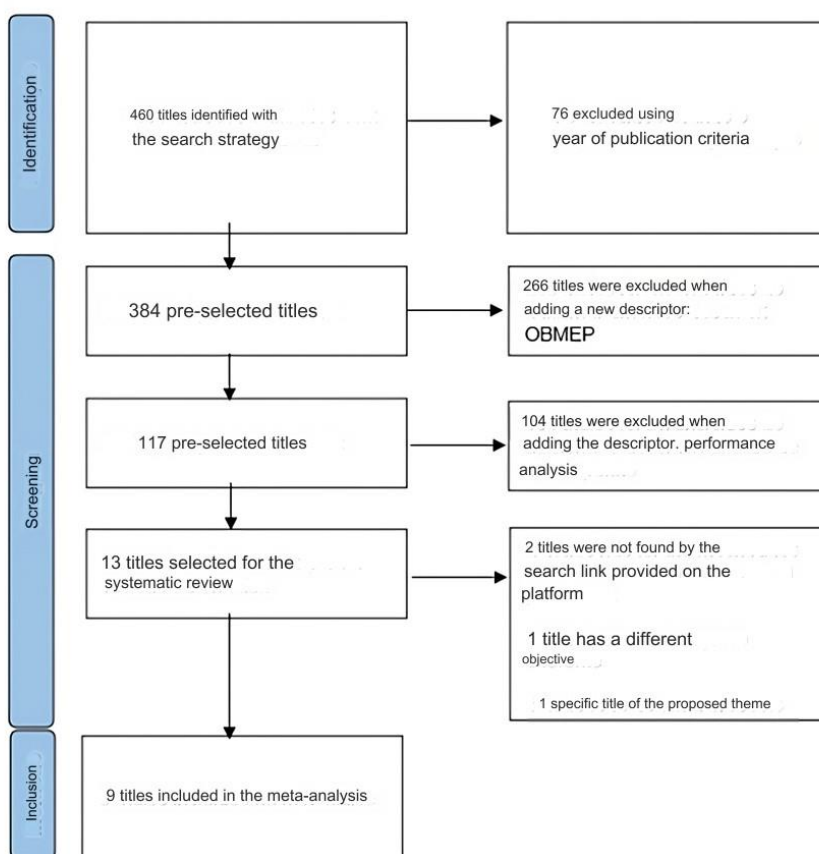 Identification
460 titles identified with
the search strategy
76 excluded using
year of publication criteria
Screening
384 pre-selected titles
266 titles were excluded when
adding a new descriptor:
OBMEP
117 pre-selected titles
104 titles were excluded when
adding the descriptor. performance
analysis
13 titles selected for the
systematic review
2 titles were not found by the
search link provided on the
platform
1 title has a different
objective
1 specific title of the proposed theme
Inclusion
9 titles included in the meta-analysis